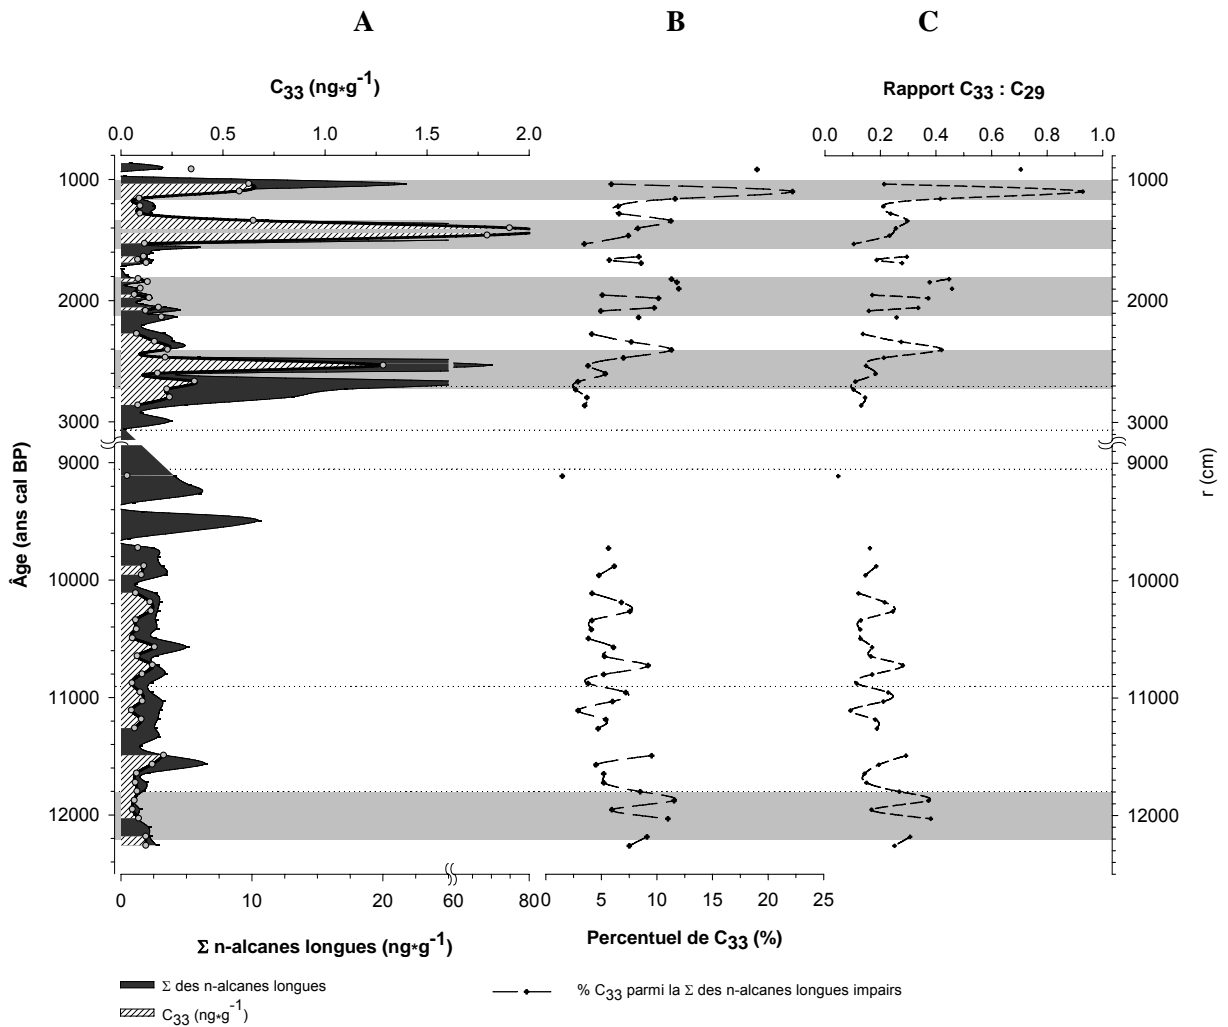 A B C
C33 (ng*g-1) Rapport C33 : C29
0.0 0.5 1.0 1.5 2.0 0.0 0.2 0.4 0.6 0.8 1.0
1000 1000
2000 2000
3000 3000
9000 9000
10000 10000
11000 11000
12000 12000
Âge (ans cal BP)
r (cm)
0 10 20 60 80 0 5 10 15 20 25
Σ n-alcanes longues (ng*g-1) Percentuel de C33 (%)
Σ des n-alcanes longues
% C33 parmi la Σ des n-alcanes longues impairs
C33 (ng*g-1)